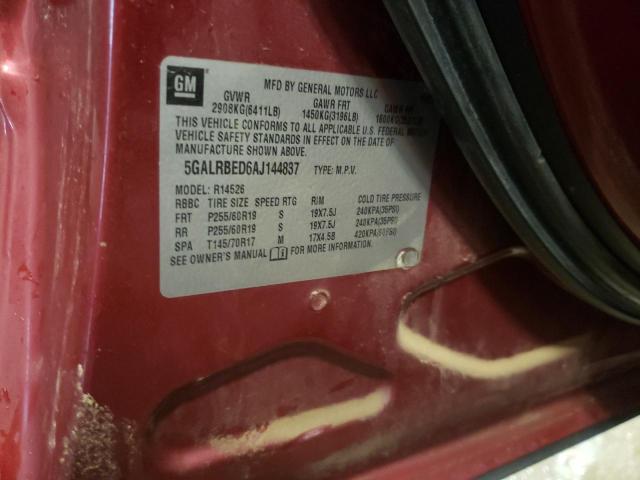 GM
MFD BY GENERAL MOTORS LLC
GVWR GAWR FRT GAWR RR
2908KG(6411LB) 1450KG(3196LB)
THIS VEHICLE CONFORMS TO ALL APPLICABLE U.S. FEDERAL MOTOR
VEHICLE SAFETY STANDARDS IN EFFECT ON THE DATE OF
MANUFACTURE SHOWN ABOVE.
5GALRBED6AJ144837 TYPE: M.P.V.
MODEL: R14526
RBBC TIRE SIZE SPEED RTG RIM COLD TIRE PRESSURE
FRT P255/60R19 S 19X7.5J 240KPA(35PSI)
RR P255/60R19 S 19X7.5J 240KPA(35PSI)
SPA T145/70R17 M 17X4.5B 420KPA(60PSI)
SEE OWNER'S MANUAL FOR MORE INFORMATION.